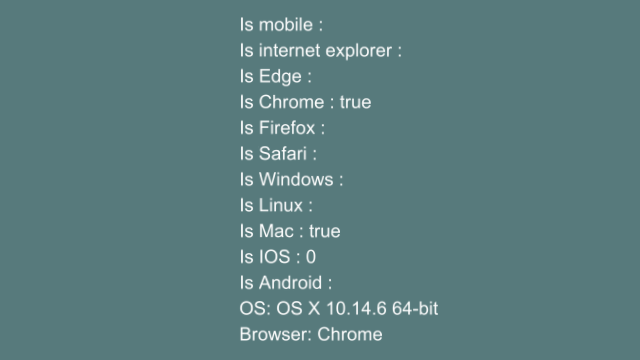 Is mobile :
Is internet explorer :
Is Edge :
Is Chrome : true
Is Firefox :
Is Safari :
Is Windows :
Is Linux :
Is Mac : true
Is IOS : 0
Is Android :
OS: OS X 10.14.6 64-bit
Browser: Chrome